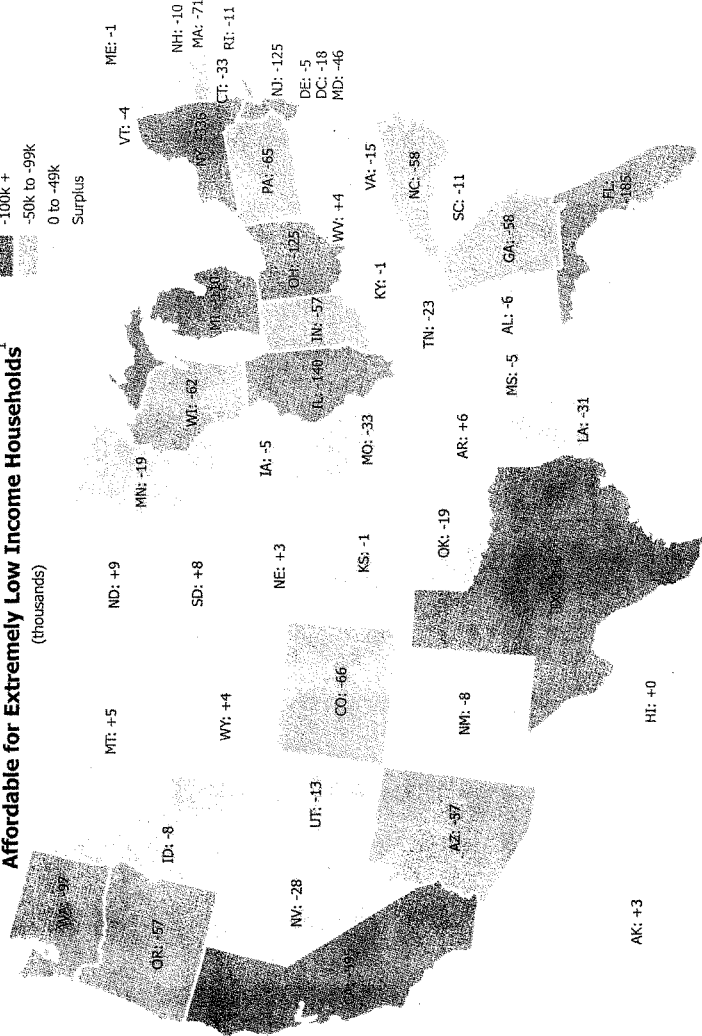 Affordable for Extremely Low Income Households1
(thousands)
-100k +
-50k to -99k
0 to -49k
Surplus
OR: -57
ID: -8
MT: +5
ND: +9
MN: -19
WI: -62
VT: -4
ME: -1
NH: -10
MA: -71
RI: -11
CT: -33
NJ: -125
DE: -5
DC: -18
MD: -46
WY: +4
SD: +8
IA: -5
IL: -140
IN: -57
OH: -125
PA: -65
NV: -28
UT: -13
CO: -66
NE: +3
KS: -1
MO: -33
KY: -1
WV: +4
VA: -15
AZ: -57
NM: -8
OK: -19
AR: +6
TN: -23
NC: -58
SC: -11
LA: -31
MS: -5
AL: -6
GA: -58
FL:
-185
AK: +3
HI: +0